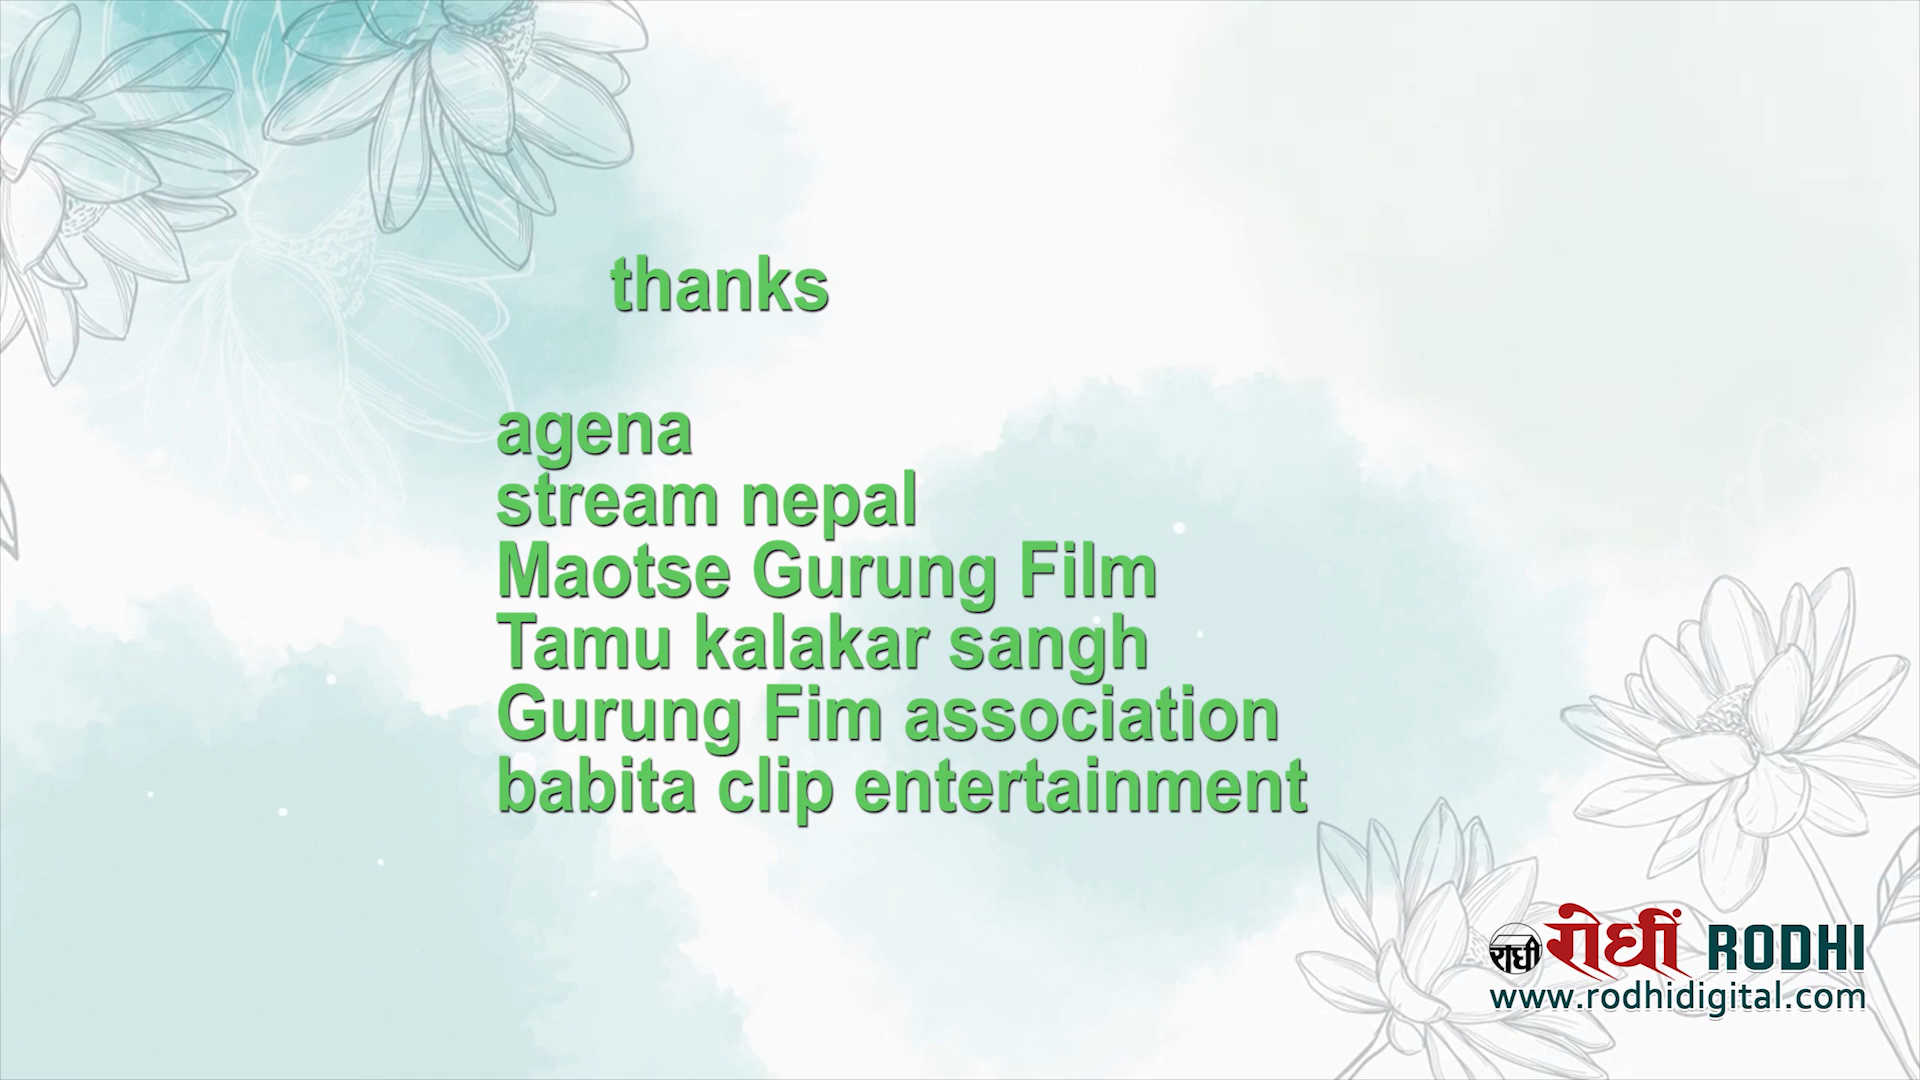 thanks
agena
stream nepal
Maotse Gurung Film
Tamu kalakar sangh
Gurung Fim association
babita clip entertainment
रोधीं RODHI
www.rodhidigital.com